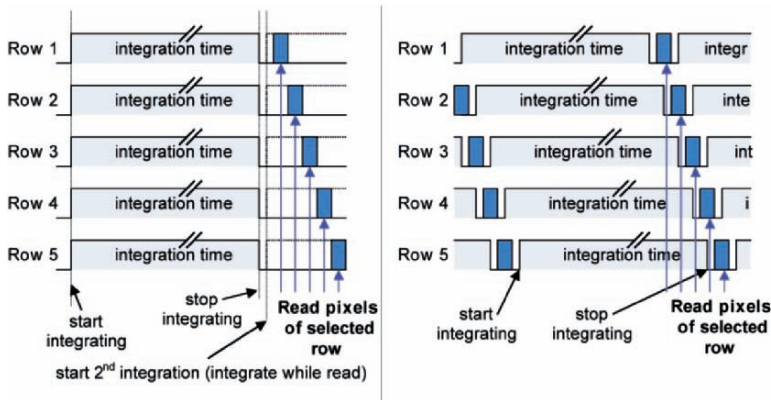 Row 1 integration time
Row 2 integration time
Row 3 integration time
Row 4 integration time
Row 5 integration time
start
integrating
stop
integrating
Read pixels
of selected
row
start 2nd integration (integrate while read)
Row 1 integration time integr
Row 2 integration time inte
Row 3 integration time int
Row 4 integration time i
Row 5 integration time
start
integrating
stop
integrating
Read pixels
of selected
row